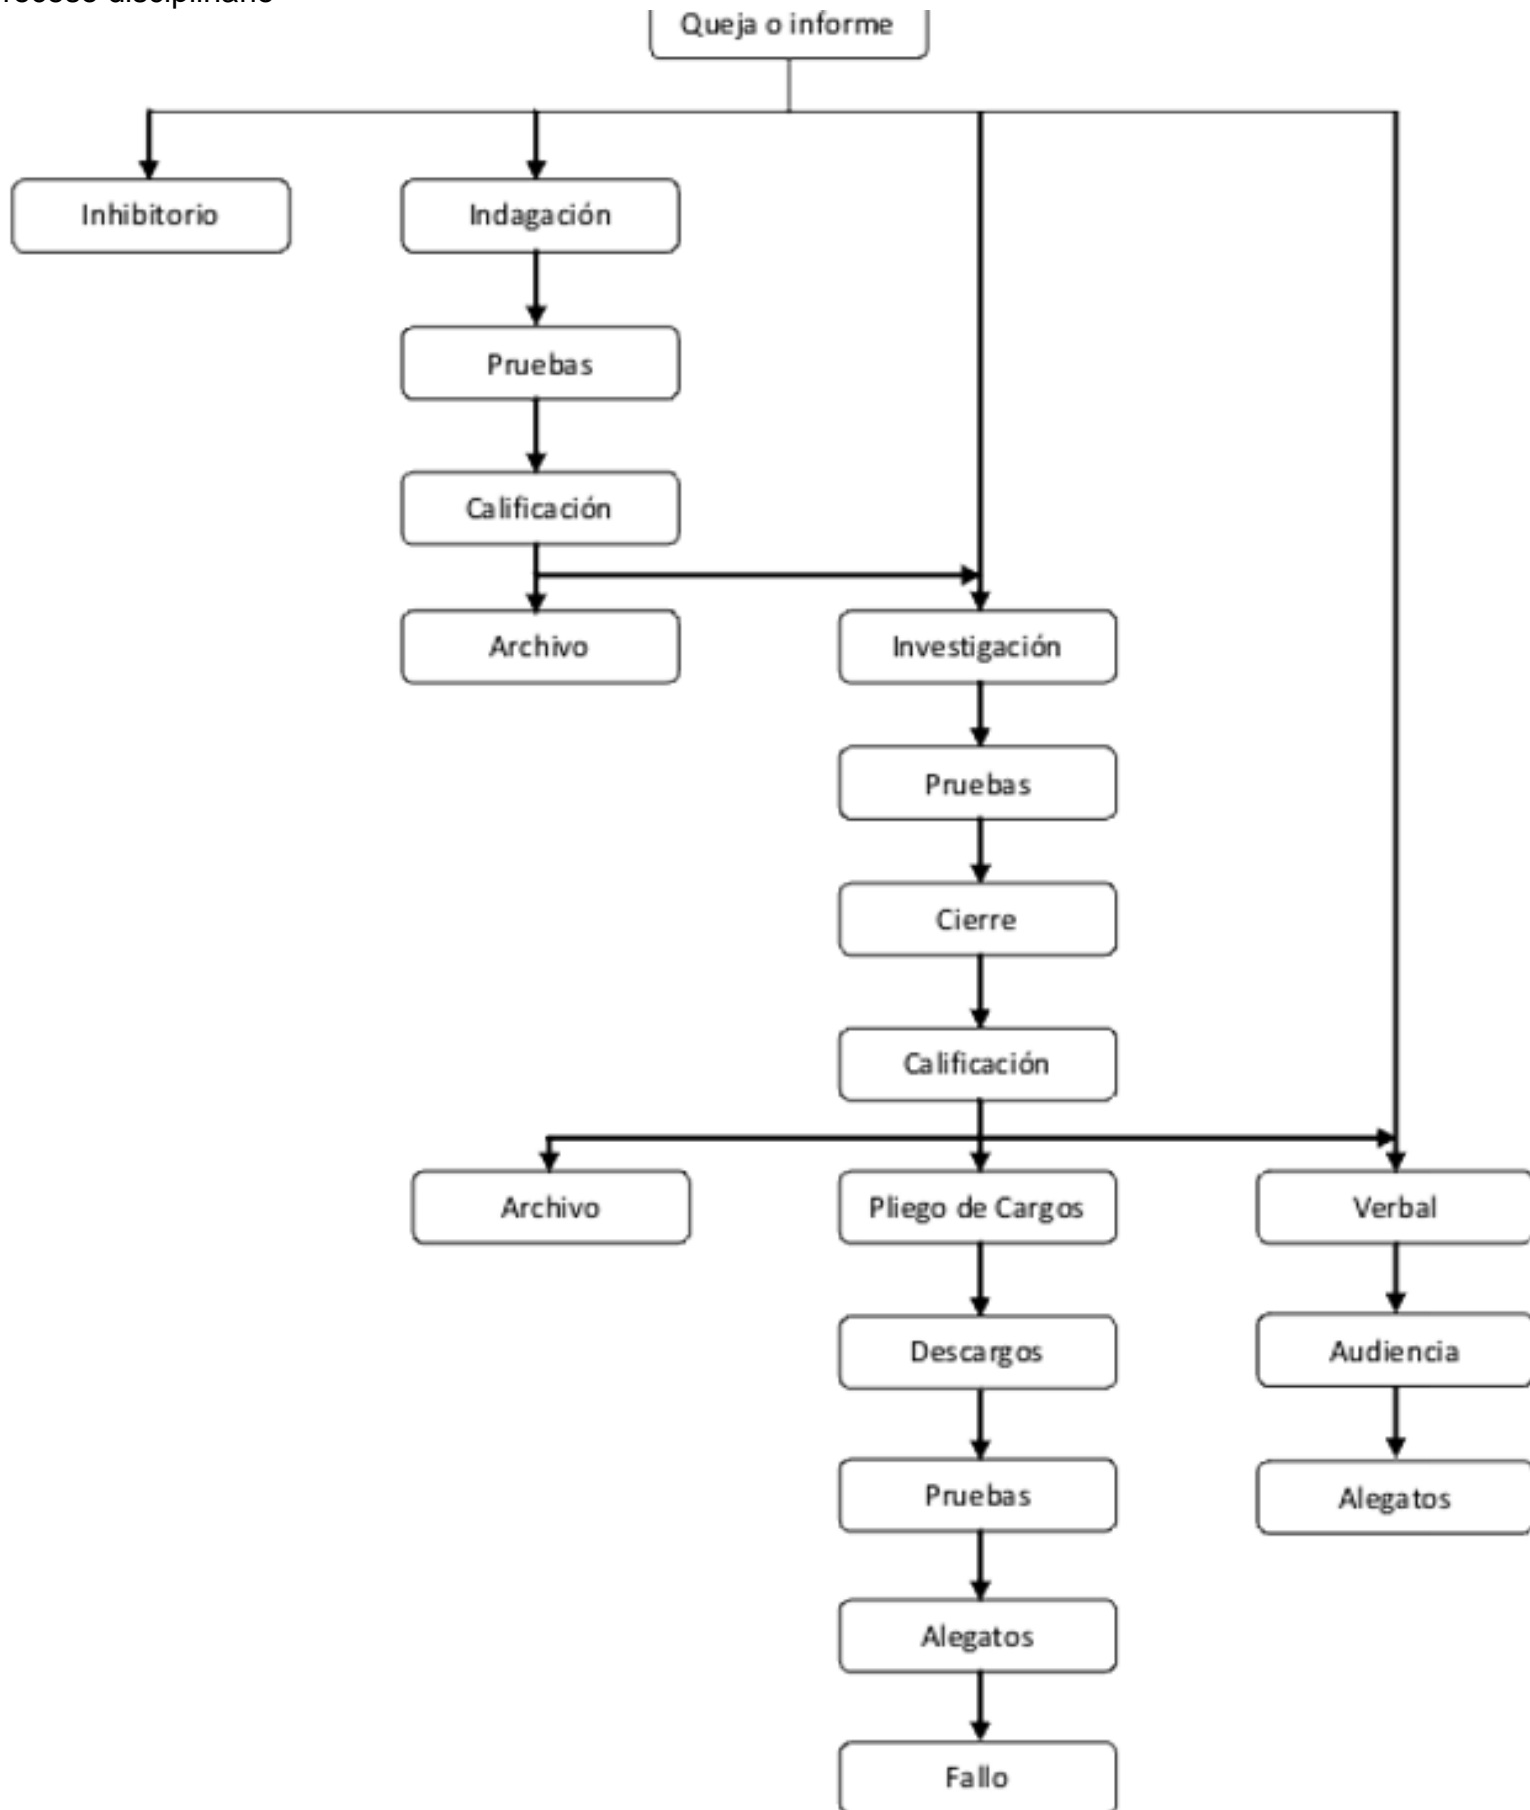 disciplinario
Queja o informe
Inhibitorio
Indagación
Pruebas
Calificación
Archivo
Investigación
Pruebas
Cierre
Calificación
Archivo
Pliego de Cargos
Verbal
Descargos
Audiencia
Pruebas
Alegatos
Alegatos
Fallo